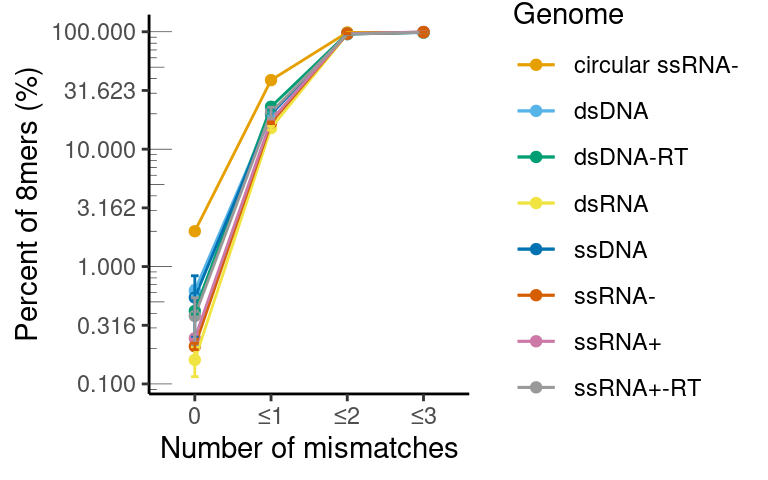 Genome
circular ssRNA-
dsDNA
dsDNA-RT
dsRNA
ssDNA
ssRNA-
ssRNA+
ssRNA+-RT
Percent of 8mers (%)
100.000
31.623
10.000
3.162
1.000
0.316
0.100
0 ≤1 ≤2 ≤3
Number of mismatches